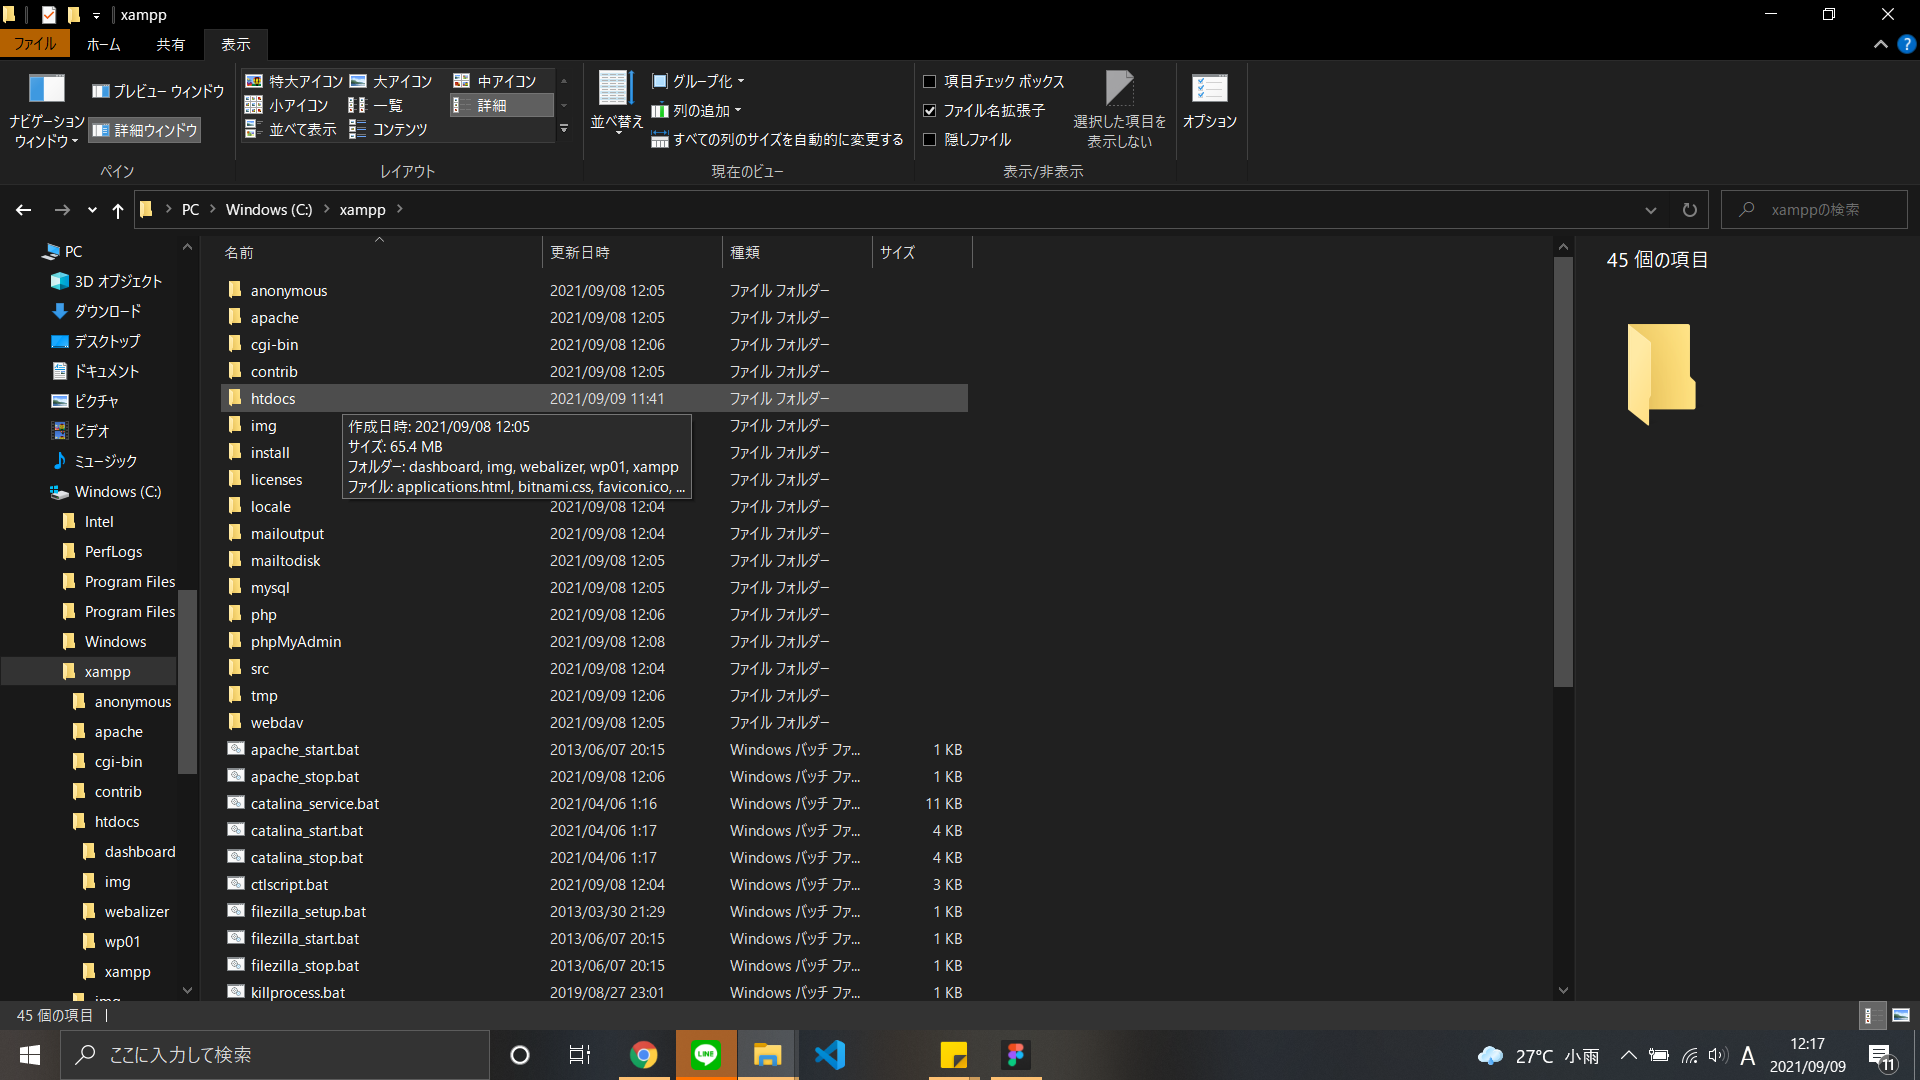 xampp
ファイル ホーム 共有 表示
ナビゲーション ウィンドウ
プレビュー ウィンドウ
詳細ウィンドウ
ペイン
特大アイコン 大アイコン 中アイコン
小アイコン 一覧 詳細
並べて表示 コンテンツ
レイアウト
並べ替え
グループ化
列の追加
すべての列のサイズを自動的に変更する
現在のビュー
項目チェック ボックス
ファイル名拡張子
隠しファイル
選択した項目を
表示しない
表示/非表示
オプション
PC Windows (C:) xampp
xamppの検索
PC
3D オブジェクト
ダウンロード
デスクトップ
ドキュメント
ピクチャ
ビデオ
ミュージック
Windows (C:)
Intel
PerfLogs
Program Files
Program Files
Windows
xampp
anonymous
apache
cgi-bin
contrib
htdocs
dashboard
img
webalizer
wp01
xampp
img
名前 更新日時 種類 サイズ
anonymous 2021/09/08 12:05 ファイル フォルダー
apache 2021/09/08 12:05 ファイル フォルダー
cgi-bin 2021/09/08 12:06 ファイル フォルダー
contrib 2021/09/08 12:05 ファイル フォルダー
htdocs 2021/09/09 11:41 ファイル フォルダー
img ファイル フォルダー
install ファイル フォルダー
licenses ファイル フォルダー
作成日時: 2021/09/08 12:05
サイズ: 65.4 MB
フォルダー: dashboard, img, webalizer, wp01, xampp
ファイル: applications.html, bitnami.css, favicon.ico, ...
locale 2021/09/08 12:04 ファイル フォルダー
mailoutput 2021/09/08 12:04 ファイル フォルダー
mailtodisk 2021/09/08 12:05 ファイル フォルダー
mysql 2021/09/08 12:05 ファイル フォルダー
php 2021/09/08 12:06 ファイル フォルダー
phpMyAdmin 2021/09/08 12:08 ファイル フォルダー
src 2021/09/08 12:04 ファイル フォルダー
tmp 2021/09/09 12:06 ファイル フォルダー
webdav 2021/09/08 12:05 ファイル フォルダー
apache_start.bat 2013/06/07 20:15 Windows バッチ ファ... 1 KB
apache_stop.bat 2021/09/08 12:06 Windows バッチ ファ... 1 KB
catalina_service.bat 2021/04/06 1:16 Windows バッチ ファ... 11 KB
catalina_start.bat 2021/04/06 1:17 Windows バッチ ファ... 4 KB
catalina_stop.bat 2021/04/06 1:17 Windows バッチ ファ... 4 KB
ctlscript.bat 2021/09/08 12:04 Windows バッチ ファ... 3 KB
filezilla_setup.bat 2013/03/30 21:29 Windows バッチ ファ... 1 KB
filezilla_start.bat 2013/06/07 20:15 Windows バッチ ファ... 1 KB
filezilla_stop.bat 2013/06/07 20:15 Windows バッチ ファ... 1 KB
killprocess.bat 2019/08/27 23:01 Windows バッチ ファ... 1 KB
45 個の項目
45 個の項目
ここに入力して検索
LINE
27°C 小雨
A
12:17
2021/09/09
11